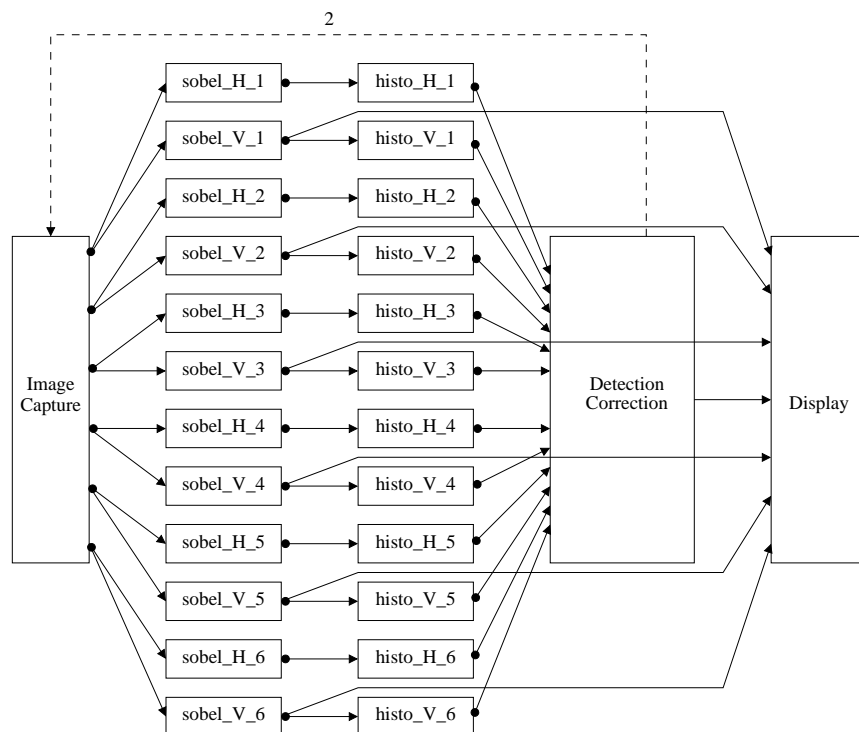 2
sobel_H_1 histo_H_1
sobel_V_1 histo_V_1
sobel_H_2 histo_H_2
sobel_V_2 histo_V_2
sobel_H_3 histo_H_3
sobel_V_3 histo_V_3
Image
Capture
Detection
Correction
Display
sobel_H_4 histo_H_4
sobel_V_4 histo_V_4
sobel_H_5 histo_H_5
sobel_V_5 histo_V_5
sobel_H_6 histo_H_6
sobel_V_6 histo_V_6